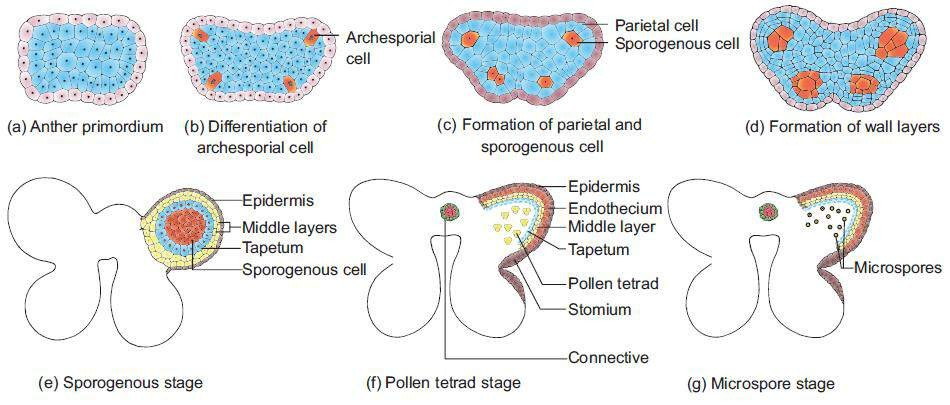 Archesporial
cell
Parietal cell
Sporogenous cell
(a) Anther primordium
(b) Differentiation of
archesporial cell
(c) Formation of parietal and
sporogenous cell
(d) Formation of wall layers
Epidermis
Middle layers
Tapetum
Sporogenous cell
Epidermis
Endothecium
Middle layer
Tapetum
Pollen tetrad
Stomium
Connective
Microspores
(e) Sporogenous stage
(f) Pollen tetrad stage
(g) Microspore stage